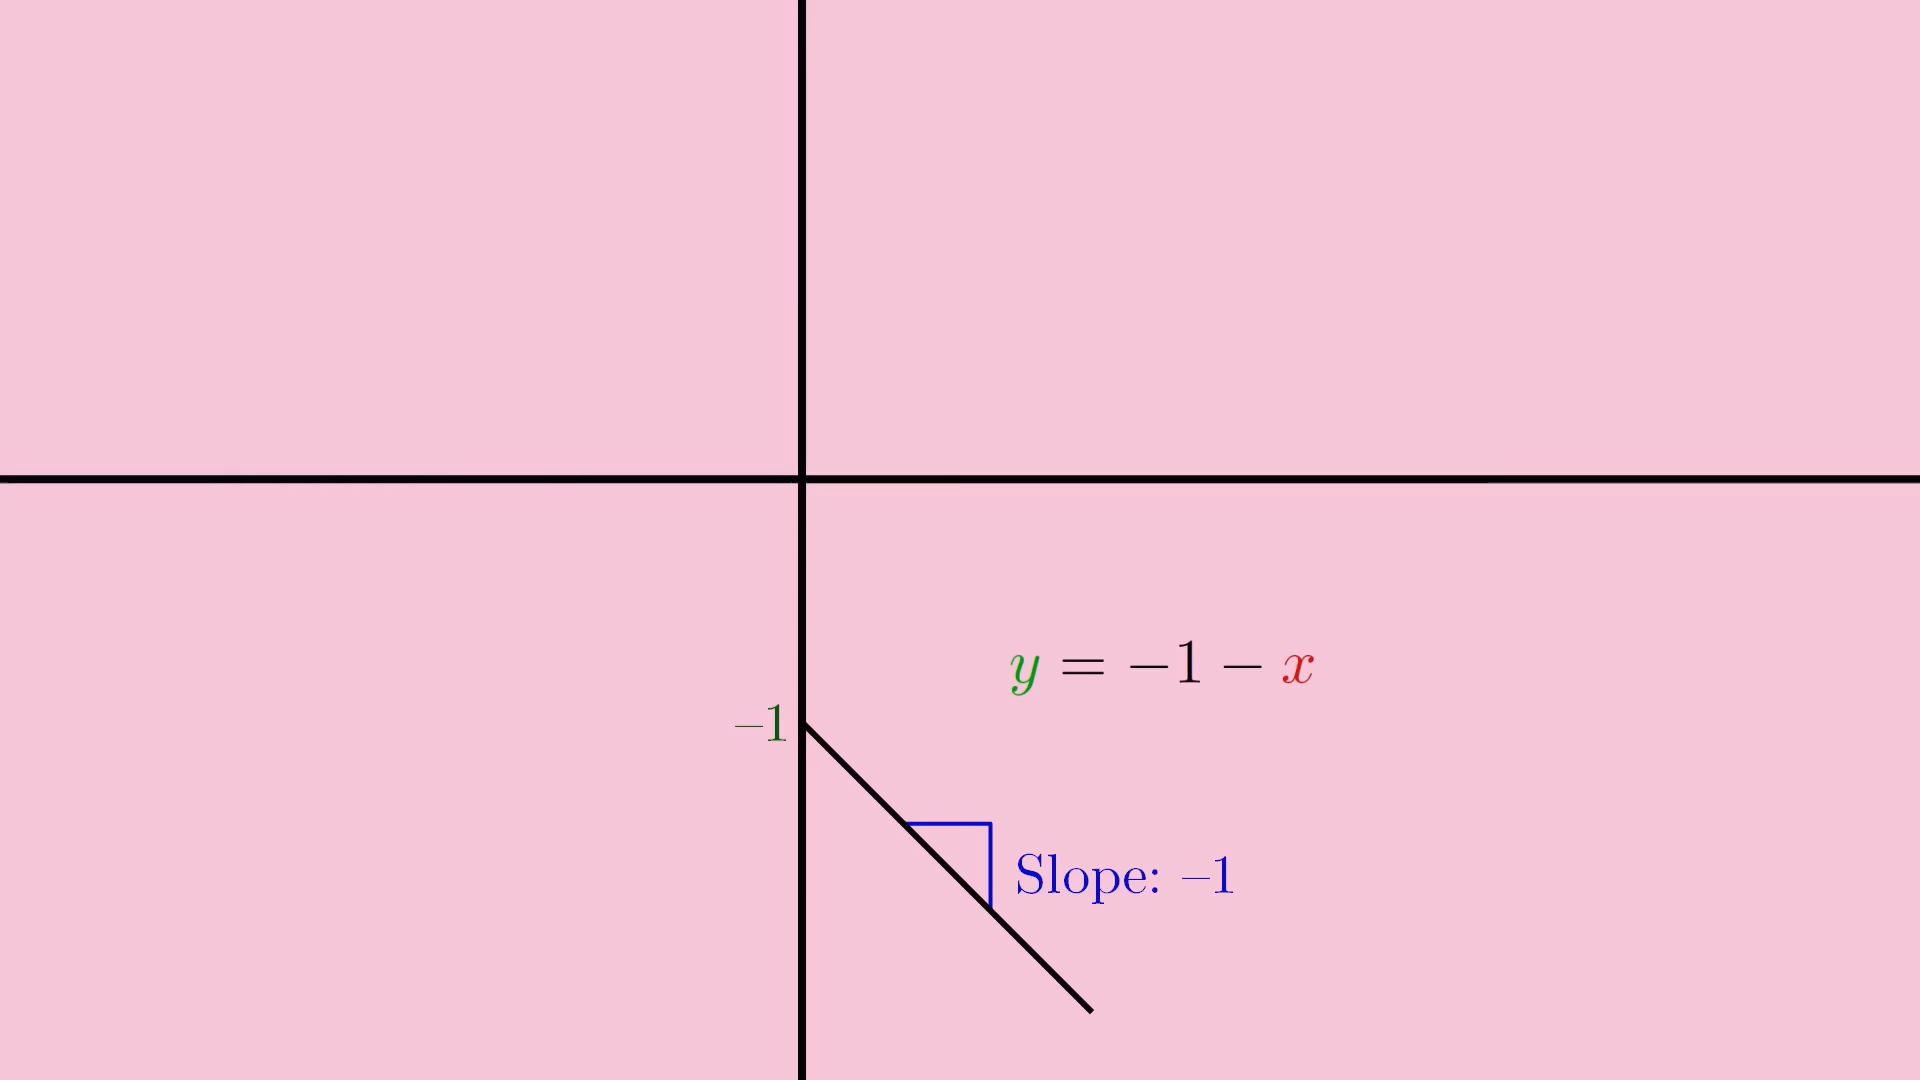 y = −1 − x
–1
Slope: –1